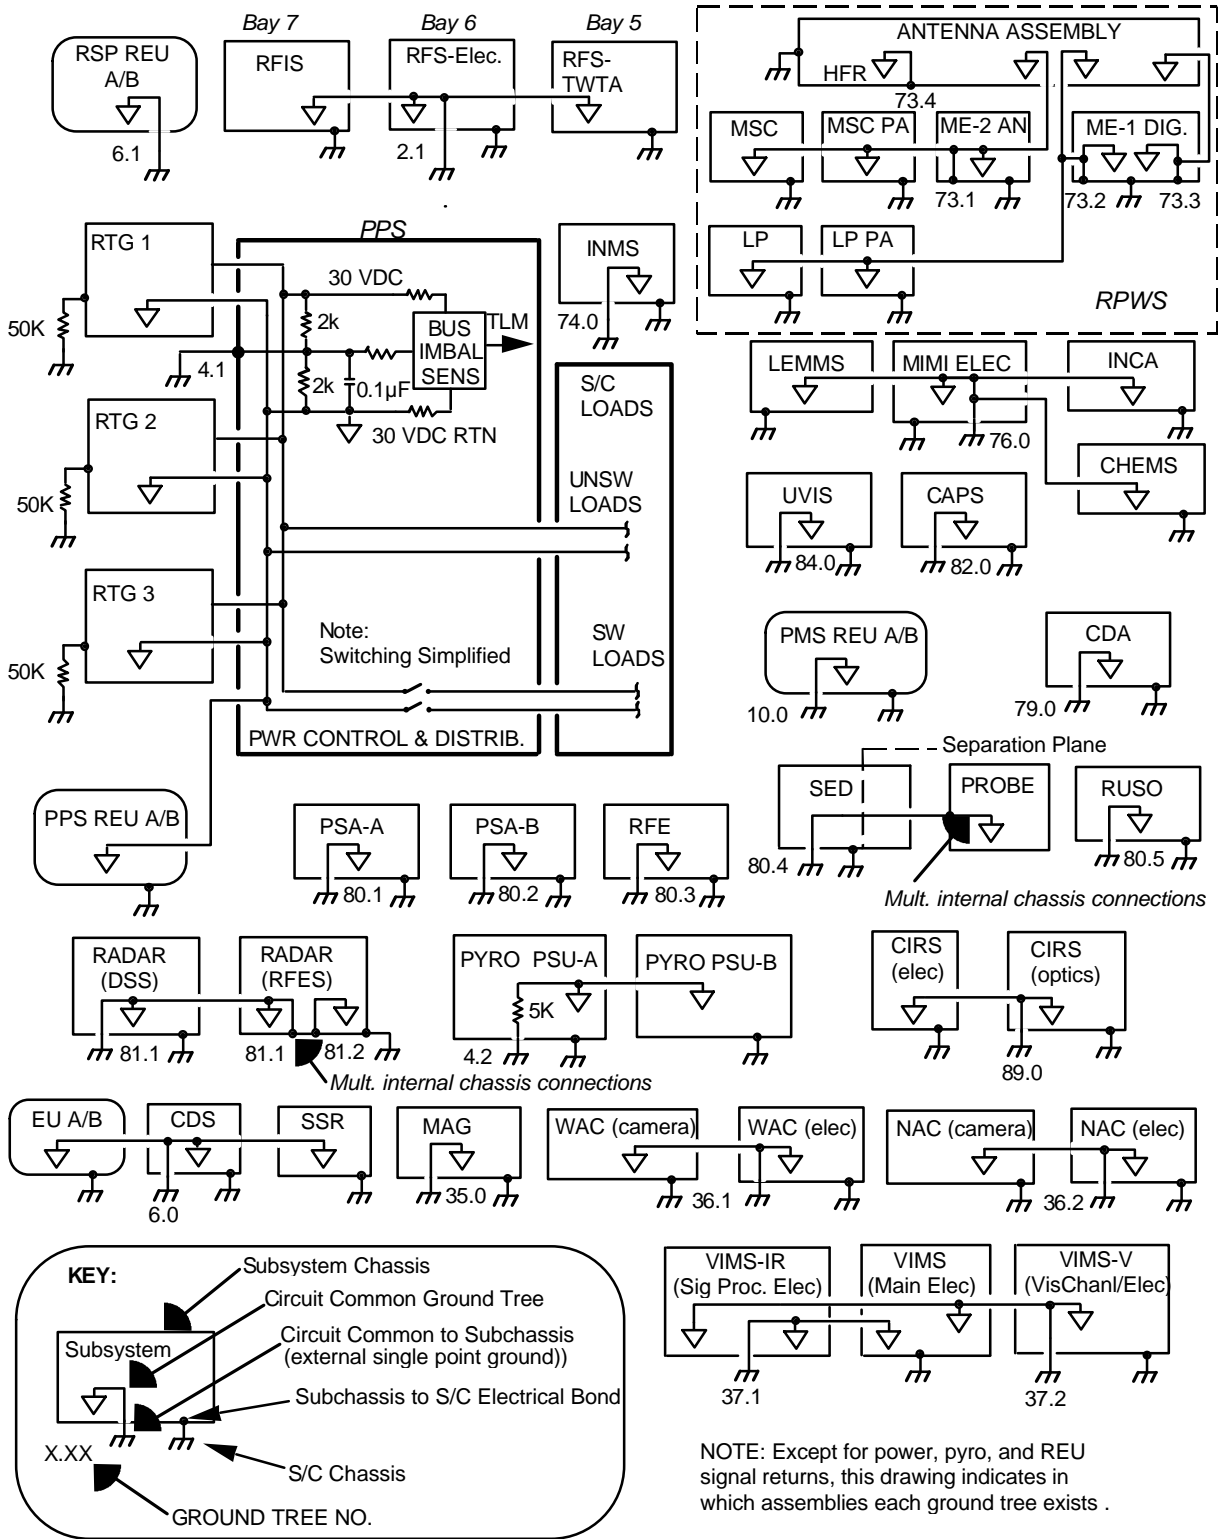 Bay 7
Bay 6
Bay 5
RSP REU
A/B
6.1
RFIS
RFS-Elec.
2.1
RFS-
TWTA
ANTENNA ASSEMBLY
HFR
73.4
MSC
MSC PA
ME-2 AN
ME-1 DIG.
73.1
73.2
73.3
LP
LP PA
RPWS
RTG 1
50K
4.1
PPS
30 VDC
2k
2k
0.1µF
BUS
IMBAL
SENS
TLM
30 VDC RTN
INMS
74.0
S/C
LOADS
UNSW
LOADS
SW
LOADS
RTG 2
50K
RTG 3
50K
Note:
Switching Simplified
PWR CONTROL & DISTRIB.
LEMMS
MIMI ELEC
INCA
76.0
CHEMS
UVIS
84.0
CAPS
82.0
PMS REU A/B
10.0
CDA
79.0
Separation Plane
SED
80.4
PROBE
RUSO
80.5
Mult. internal chassis connections
PPS REU A/B
PSA-A
80.1
PSA-B
80.2
RFE
80.3
RADAR
(DSS)
81.1
RADAR
(RFES)
81.1
81.2
Mult. internal chassis connections
PYRO PSU-A
5K
4.2
PYRO PSU-B
CIRS
(elec)
CIRS
(optics)
89.0
EU A/B
CDS
6.0
SSR
MAG
35.0
WAC (camera)
36.1
WAC (elec)
NAC (camera)
36.2
NAC (elec)
VIMS-IR
(Sig Proc. Elec)
37.1
VIMS
(Main Elec)
VIMS-V
(VisChanl/Elec)
37.2
KEY:
Subsystem Chassis
Circuit Common Ground Tree
Circuit Common to Subchassis
(external single point ground))
Subsystem
Subchassis to S/C Electrical Bond
X.XX
S/C Chassis
GROUND TREE NO.
NOTE: Except for power, pyro, and REU
signal returns, this drawing indicates in
which assemblies each ground tree exists .